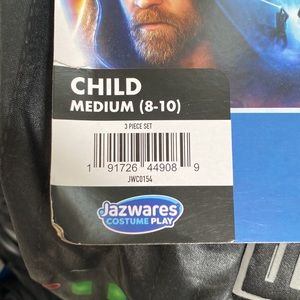 CHILD
MEDIUM (8-10)
3 PIECE SET
1 91726 44908 9
JWC0154
Jazwares
COSTUME PLAY